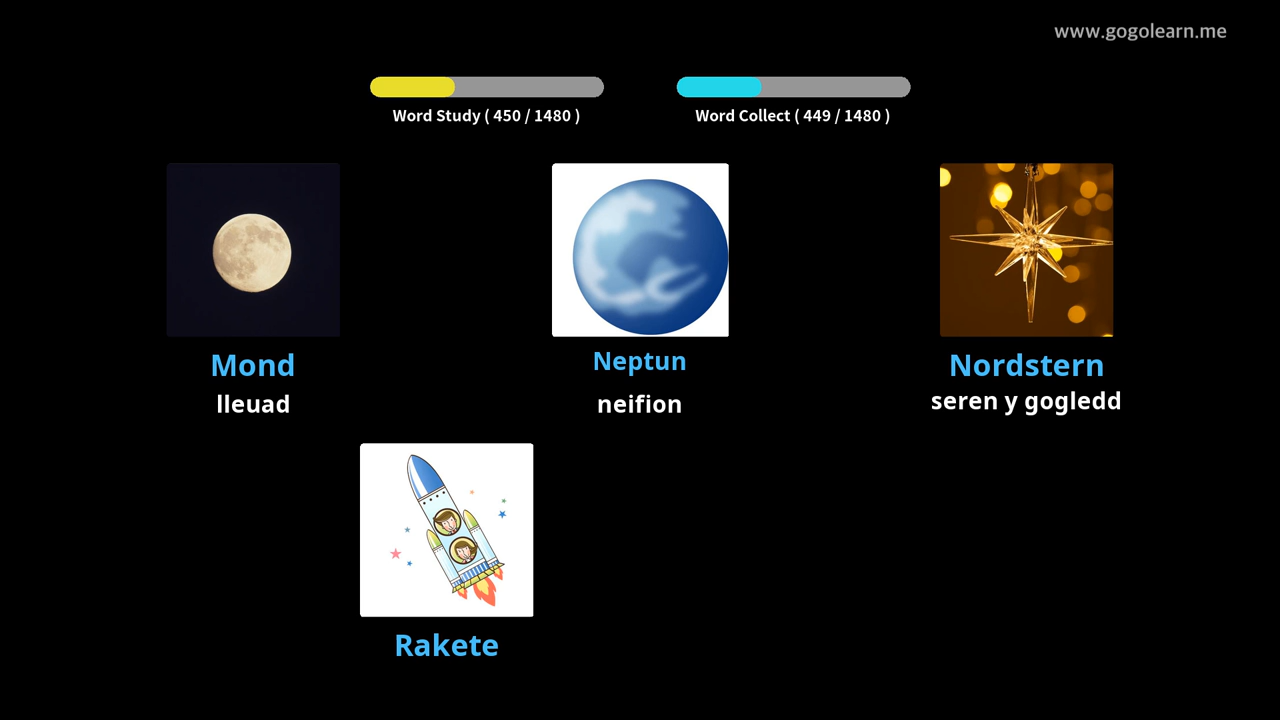 www.gogolearn.me
Word Study ( 450 / 1480 )
Word Collect ( 449 / 1480 )
Mond
lleuad
Neptun
neifion
Nordstern
seren y gogledd
Rakete